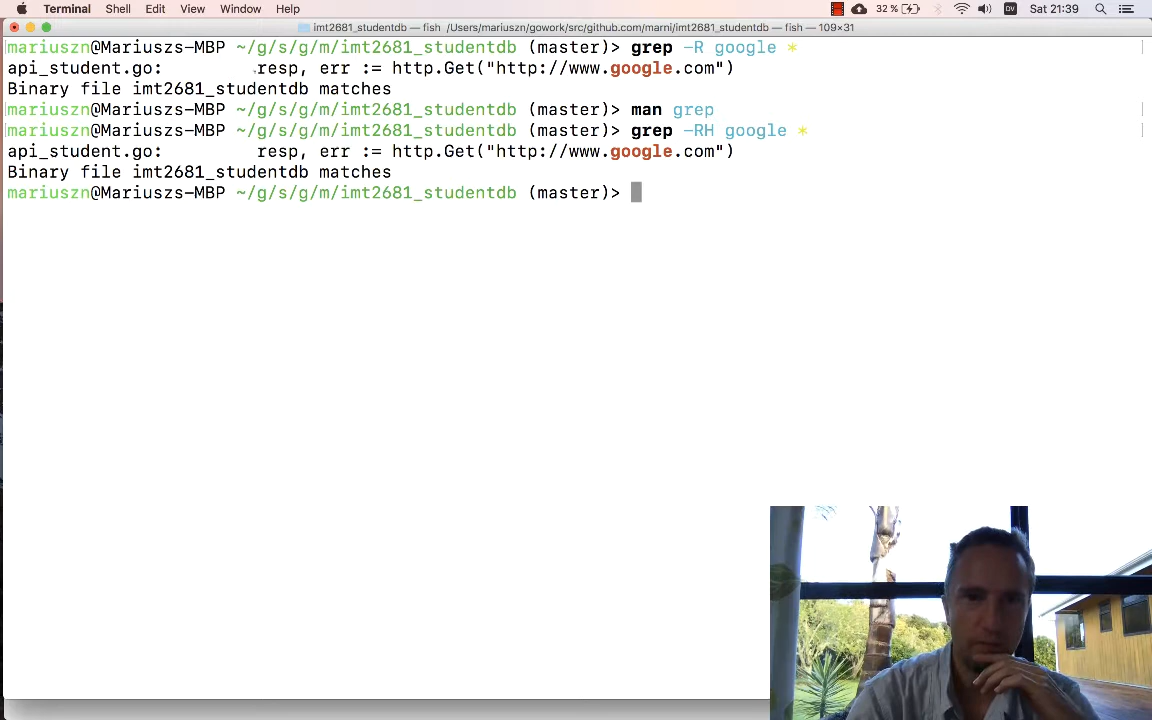 Terminal Shell Edit View Window Help 32 % DV Sat 21:39
imt2681_studentdb — fish /Users/mariuszn/gowork/src/github.com/marni/imt2681_studentdb — fish — 109×31
mariuszn@Mariuszs-MBP ~/g/s/g/m/imt2681_studentdb (master)> grep -R google *
api_student.go: resp, err := http.Get("http://www.google.com")
Binary file imt2681_studentdb matches
mariuszn@Mariuszs-MBP ~/g/s/g/m/imt2681_studentdb (master)> man grep
mariuszn@Mariuszs-MBP ~/g/s/g/m/imt2681_studentdb (master)> grep -RH google *
api_student.go: resp, err := http.Get("http://www.google.com")
Binary file imt2681_studentdb matches
mariuszn@Mariuszs-MBP ~/g/s/g/m/imt2681_studentdb (master)>